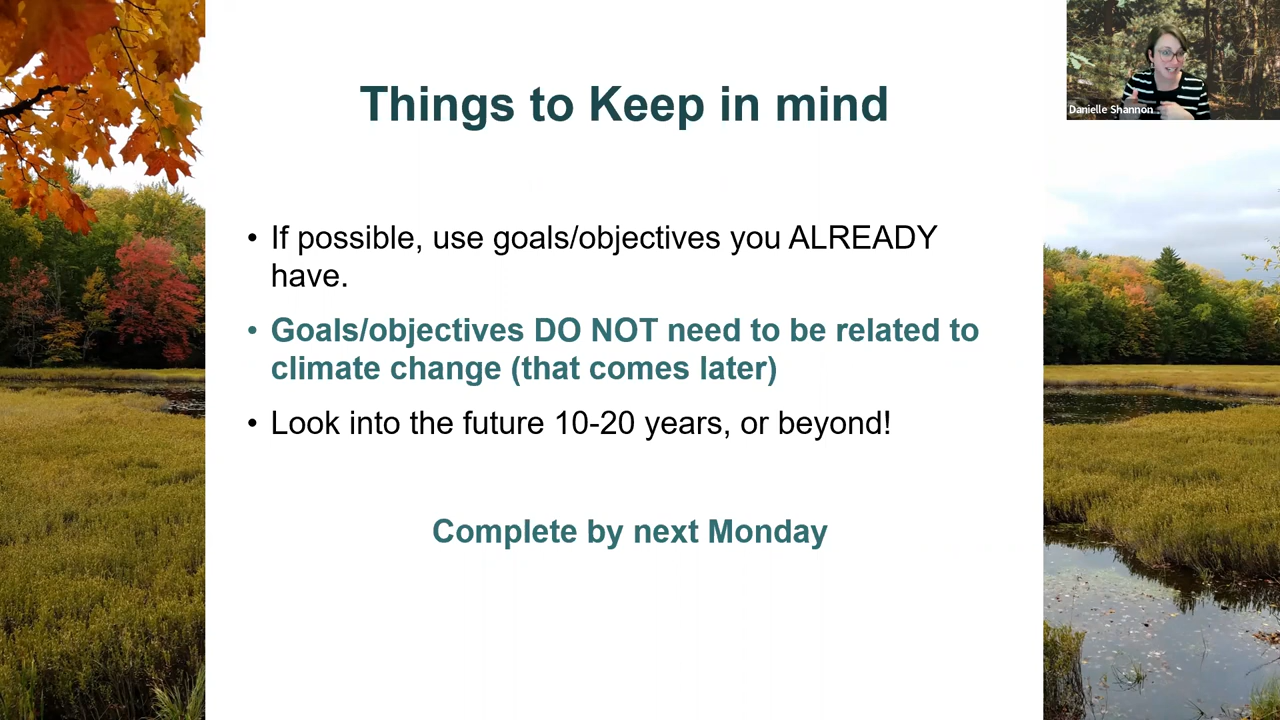 Things to Keep in mind
Danielle Shannon
• If possible, use goals/objectives you ALREADY
have.
• Goals/objectives DO NOT need to be related to
climate change (that comes later)
• Look into the future 10-20 years, or beyond!
Complete by next Monday